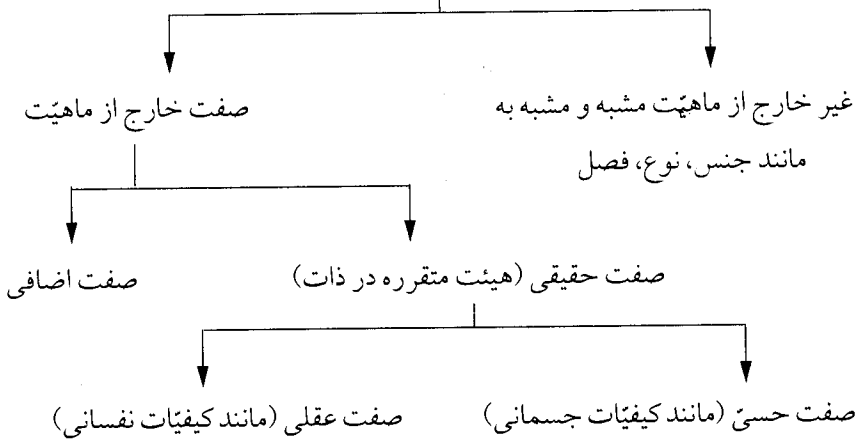 غیر خارج از ماهیّت مشبه و مشبه به
مانند جنس، نوع، فصل
صفت خارج از ماهیّت
صفت حقیقی (هیئت متقرره در ذات)
صفت اضافی
صفت حسیّ (مانند کیفیّات جسمانی)
صفت عقلی (مانند کیفیّات نفسانی)